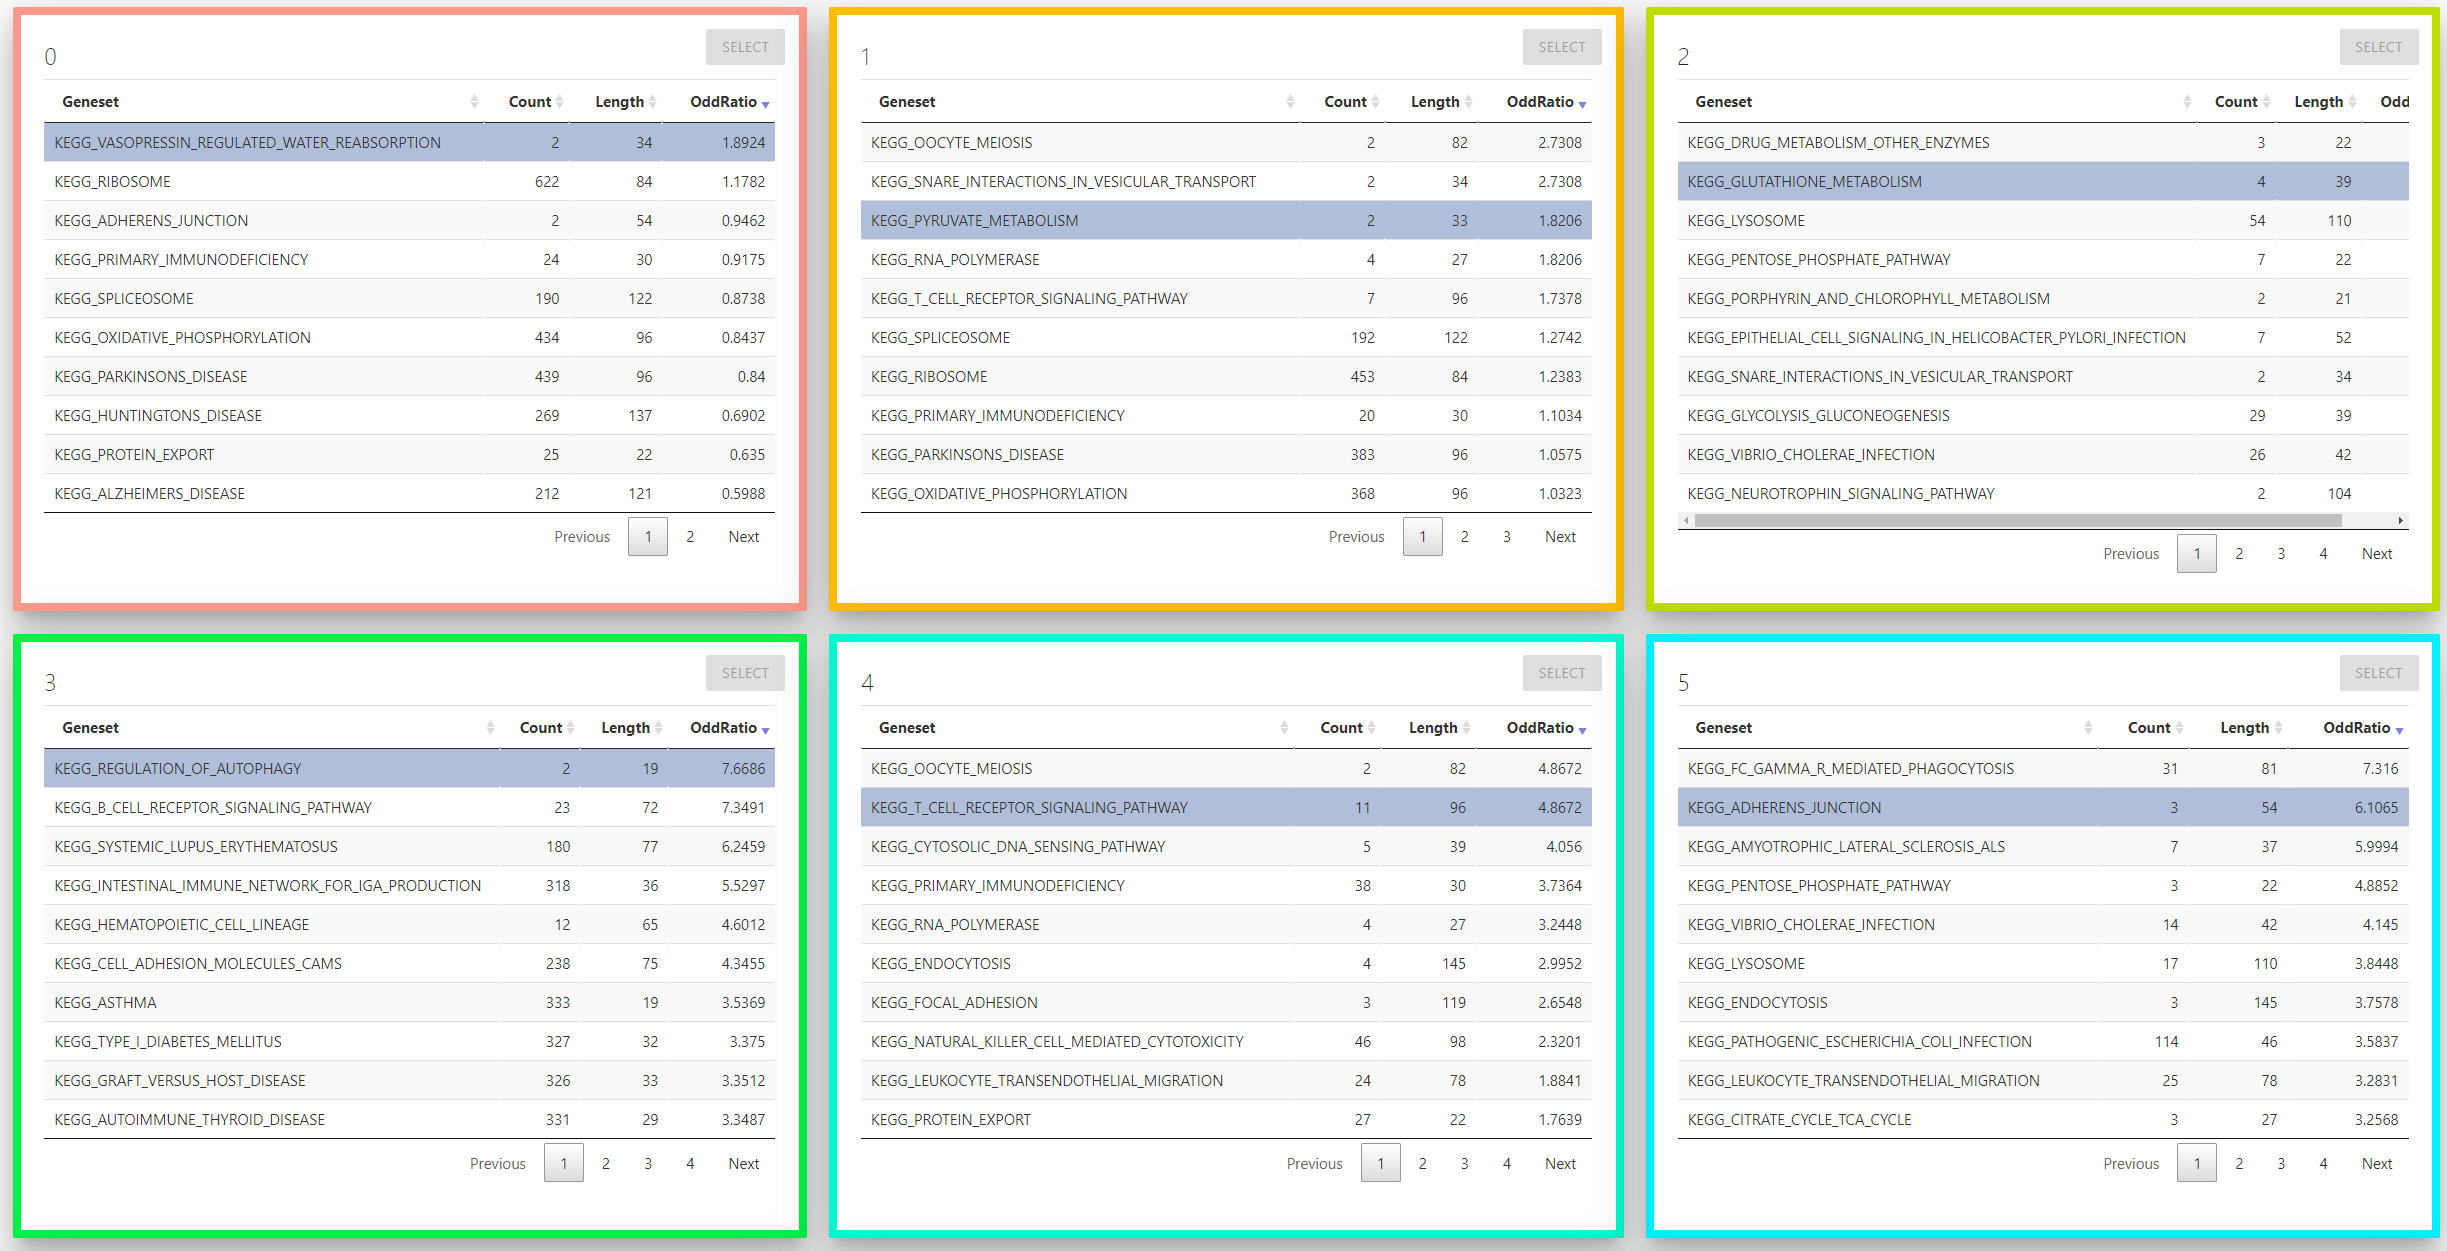 0
SELECT
Geneset Count Length OddRatio
KEGG_VASOPRESSIN_REGULATED_WATER_REABSORPTION 2 34 1.8924
KEGG_RIBOSOME 622 84 1.1782
KEGG_ADHERENS_JUNCTION 2 54 0.9462
KEGG_PRIMARY_IMMUNODEFICIENCY 24 30 0.9175
KEGG_SPLICEOSOME 190 122 0.8738
KEGG_OXIDATIVE_PHOSPHORYLATION 434 96 0.8437
KEGG_PARKINSONS_DISEASE 439 96 0.84
KEGG_HUNTINGTONS_DISEASE 269 137 0.6902
KEGG_PROTEIN_EXPORT 25 22 0.635
KEGG_ALZHEIMERS_DISEASE 212 121 0.5988
Previous 1 2 Next
1
SELECT
Geneset Count Length OddRatio
KEGG_OOCYTE_MEIOSIS 2 82 2.7308
KEGG_SNARE_INTERACTIONS_IN_VESICULAR_TRANSPORT 2 34 2.7308
KEGG_PYRUVATE_METABOLISM 2 33 1.8206
KEGG_RNA_POLYMERASE 4 27 1.8206
KEGG_T_CELL_RECEPTOR_SIGNALING_PATHWAY 7 96 1.7378
KEGG_SPLICEOSOME 192 122 1.2742
KEGG_RIBOSOME 453 84 1.2383
KEGG_PRIMARY_IMMUNODEFICIENCY 20 30 1.1034
KEGG_PARKINSONS_DISEASE 383 96 1.0575
KEGG_OXIDATIVE_PHOSPHORYLATION 368 96 1.0323
Previous 1 2 3 Next
2
SELECT
Geneset Count Length Odd
KEGG_DRUG_METABOLISM_OTHER_ENZYMES 3 22
KEGG_GLUTATHIONE_METABOLISM 4 39
KEGG_LYSOSOME 54 110
KEGG_PENTOSE_PHOSPHATE_PATHWAY 7 22
KEGG_PORPHYRIN_AND_CHLOROPHYLL_METABOLISM 2 21
KEGG_EPITHELIAL_CELL_SIGNALING_IN_HELICOBACTER_PYLORI_INFECTION 7 52
KEGG_SNARE_INTERACTIONS_IN_VESICULAR_TRANSPORT 2 34
KEGG_GLYCOLYSIS_GLUCONEOGENESIS 29 39
KEGG_VIBRIO_CHOLERAE_INFECTION 26 42
KEGG_NEUROTROPHIN_SIGNALING_PATHWAY 2 104
Previous 1 2 3 4 Next
3
SELECT
Geneset Count Length OddRatio
KEGG_REGULATION_OF_AUTOPHAGY 2 19 7.6686
KEGG_B_CELL_RECEPTOR_SIGNALING_PATHWAY 23 72 7.3491
KEGG_SYSTEMIC_LUPUS_ERYTHEMATOSUS 180 77 6.2459
KEGG_INTESTINAL_IMMUNE_NETWORK_FOR_IGA_PRODUCTION 318 36 5.5297
KEGG_HEMATOPOIETIC_CELL_LINEAGE 12 65 4.6012
KEGG_CELL_ADHESION_MOLECULES_CAMS 238 75 4.3455
KEGG_ASTHMA 333 19 3.5369
KEGG_TYPE_I_DIABETES_MELLITUS 327 32 3.375
KEGG_GRAFT_VERSUS_HOST_DISEASE 326 33 3.3512
KEGG_AUTOIMMUNE_THYROID_DISEASE 331 29 3.3487
Previous 1 2 3 4 Next
4
SELECT
Geneset Count Length OddRatio
KEGG_OOCYTE_MEIOSIS 2 82 4.8672
KEGG_T_CELL_RECEPTOR_SIGNALING_PATHWAY 11 96 4.8672
KEGG_CYTOSOLIC_DNA_SENSING_PATHWAY 5 39 4.056
KEGG_PRIMARY_IMMUNODEFICIENCY 38 30 3.7364
KEGG_RNA_POLYMERASE 4 27 3.2448
KEGG_ENDOCYTOSIS 4 145 2.9952
KEGG_FOCAL_ADHESION 3 119 2.6548
KEGG_NATURAL_KILLER_CELL_MEDIATED_CYTOTOXICITY 46 98 2.3201
KEGG_LEUKOCYTE_TRANSENDOTHELIAL_MIGRATION 24 78 1.8841
KEGG_PROTEIN_EXPORT 27 22 1.7639
Previous 1 2 3 4 Next
5
SELECT
Geneset Count Length OddRatio
KEGG_FC_GAMMA_R_MEDIATED_PHAGOCYTOSIS 31 81 7.316
KEGG_ADHERENS_JUNCTION 3 54 6.1065
KEGG_AMYOTROPHIC_LATERAL_SCLEROSIS_ALS 7 37 5.9994
KEGG_PENTOSE_PHOSPHATE_PATHWAY 3 22 4.8852
KEGG_VIBRIO_CHOLERAE_INFECTION 14 42 4.145
KEGG_LYSOSOME 17 110 3.8448
KEGG_ENDOCYTOSIS 3 145 3.7578
KEGG_PATHOGENIC_ESCHERICHIA_COLI_INFECTION 114 46 3.5837
KEGG_LEUKOCYTE_TRANSENDOTHELIAL_MIGRATION 25 78 3.2831
KEGG_CITRATE_CYCLE_TCA_CYCLE 3 27 3.2568
Previous 1 2 3 4 Next